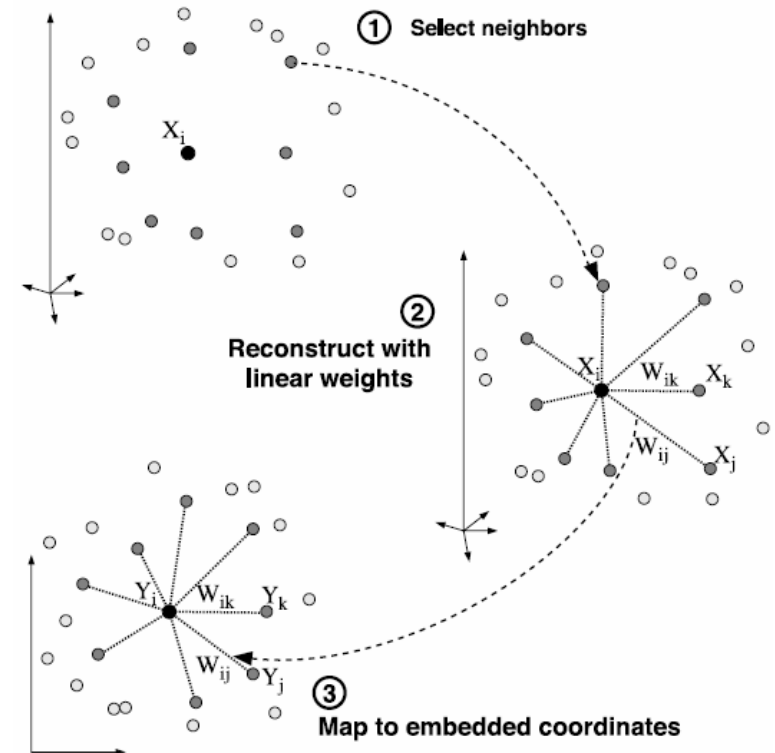 ① Select neighbors
X_i
②
Reconstruct with
linear weights
X_i W_ik X_k
W_ij X_j
Y_i W_ik Y_k
W_ij Y_j
③
Map to embedded coordinates